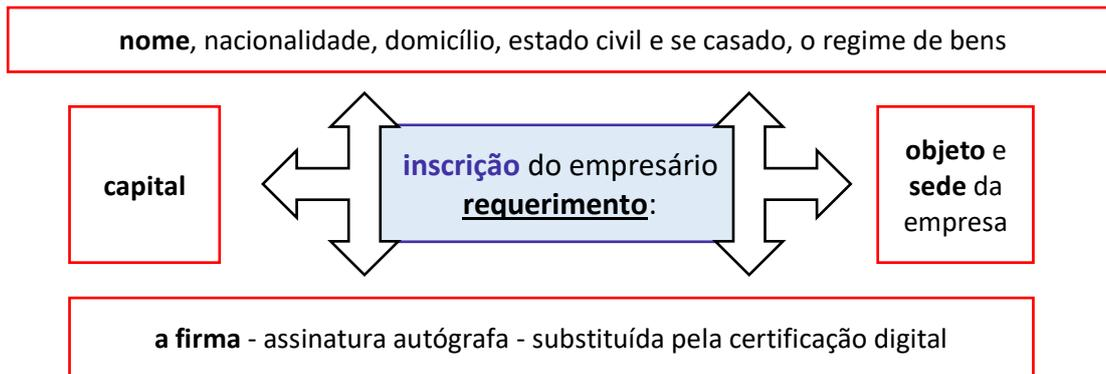 nome, nacionalidade, domicílio, estado civil e se casado, o regime de bens
capital
inscrição do empresário
requerimento:
objeto e
sede da
empresa
a firma - assinatura autógrafa - substituída pela certificação digital